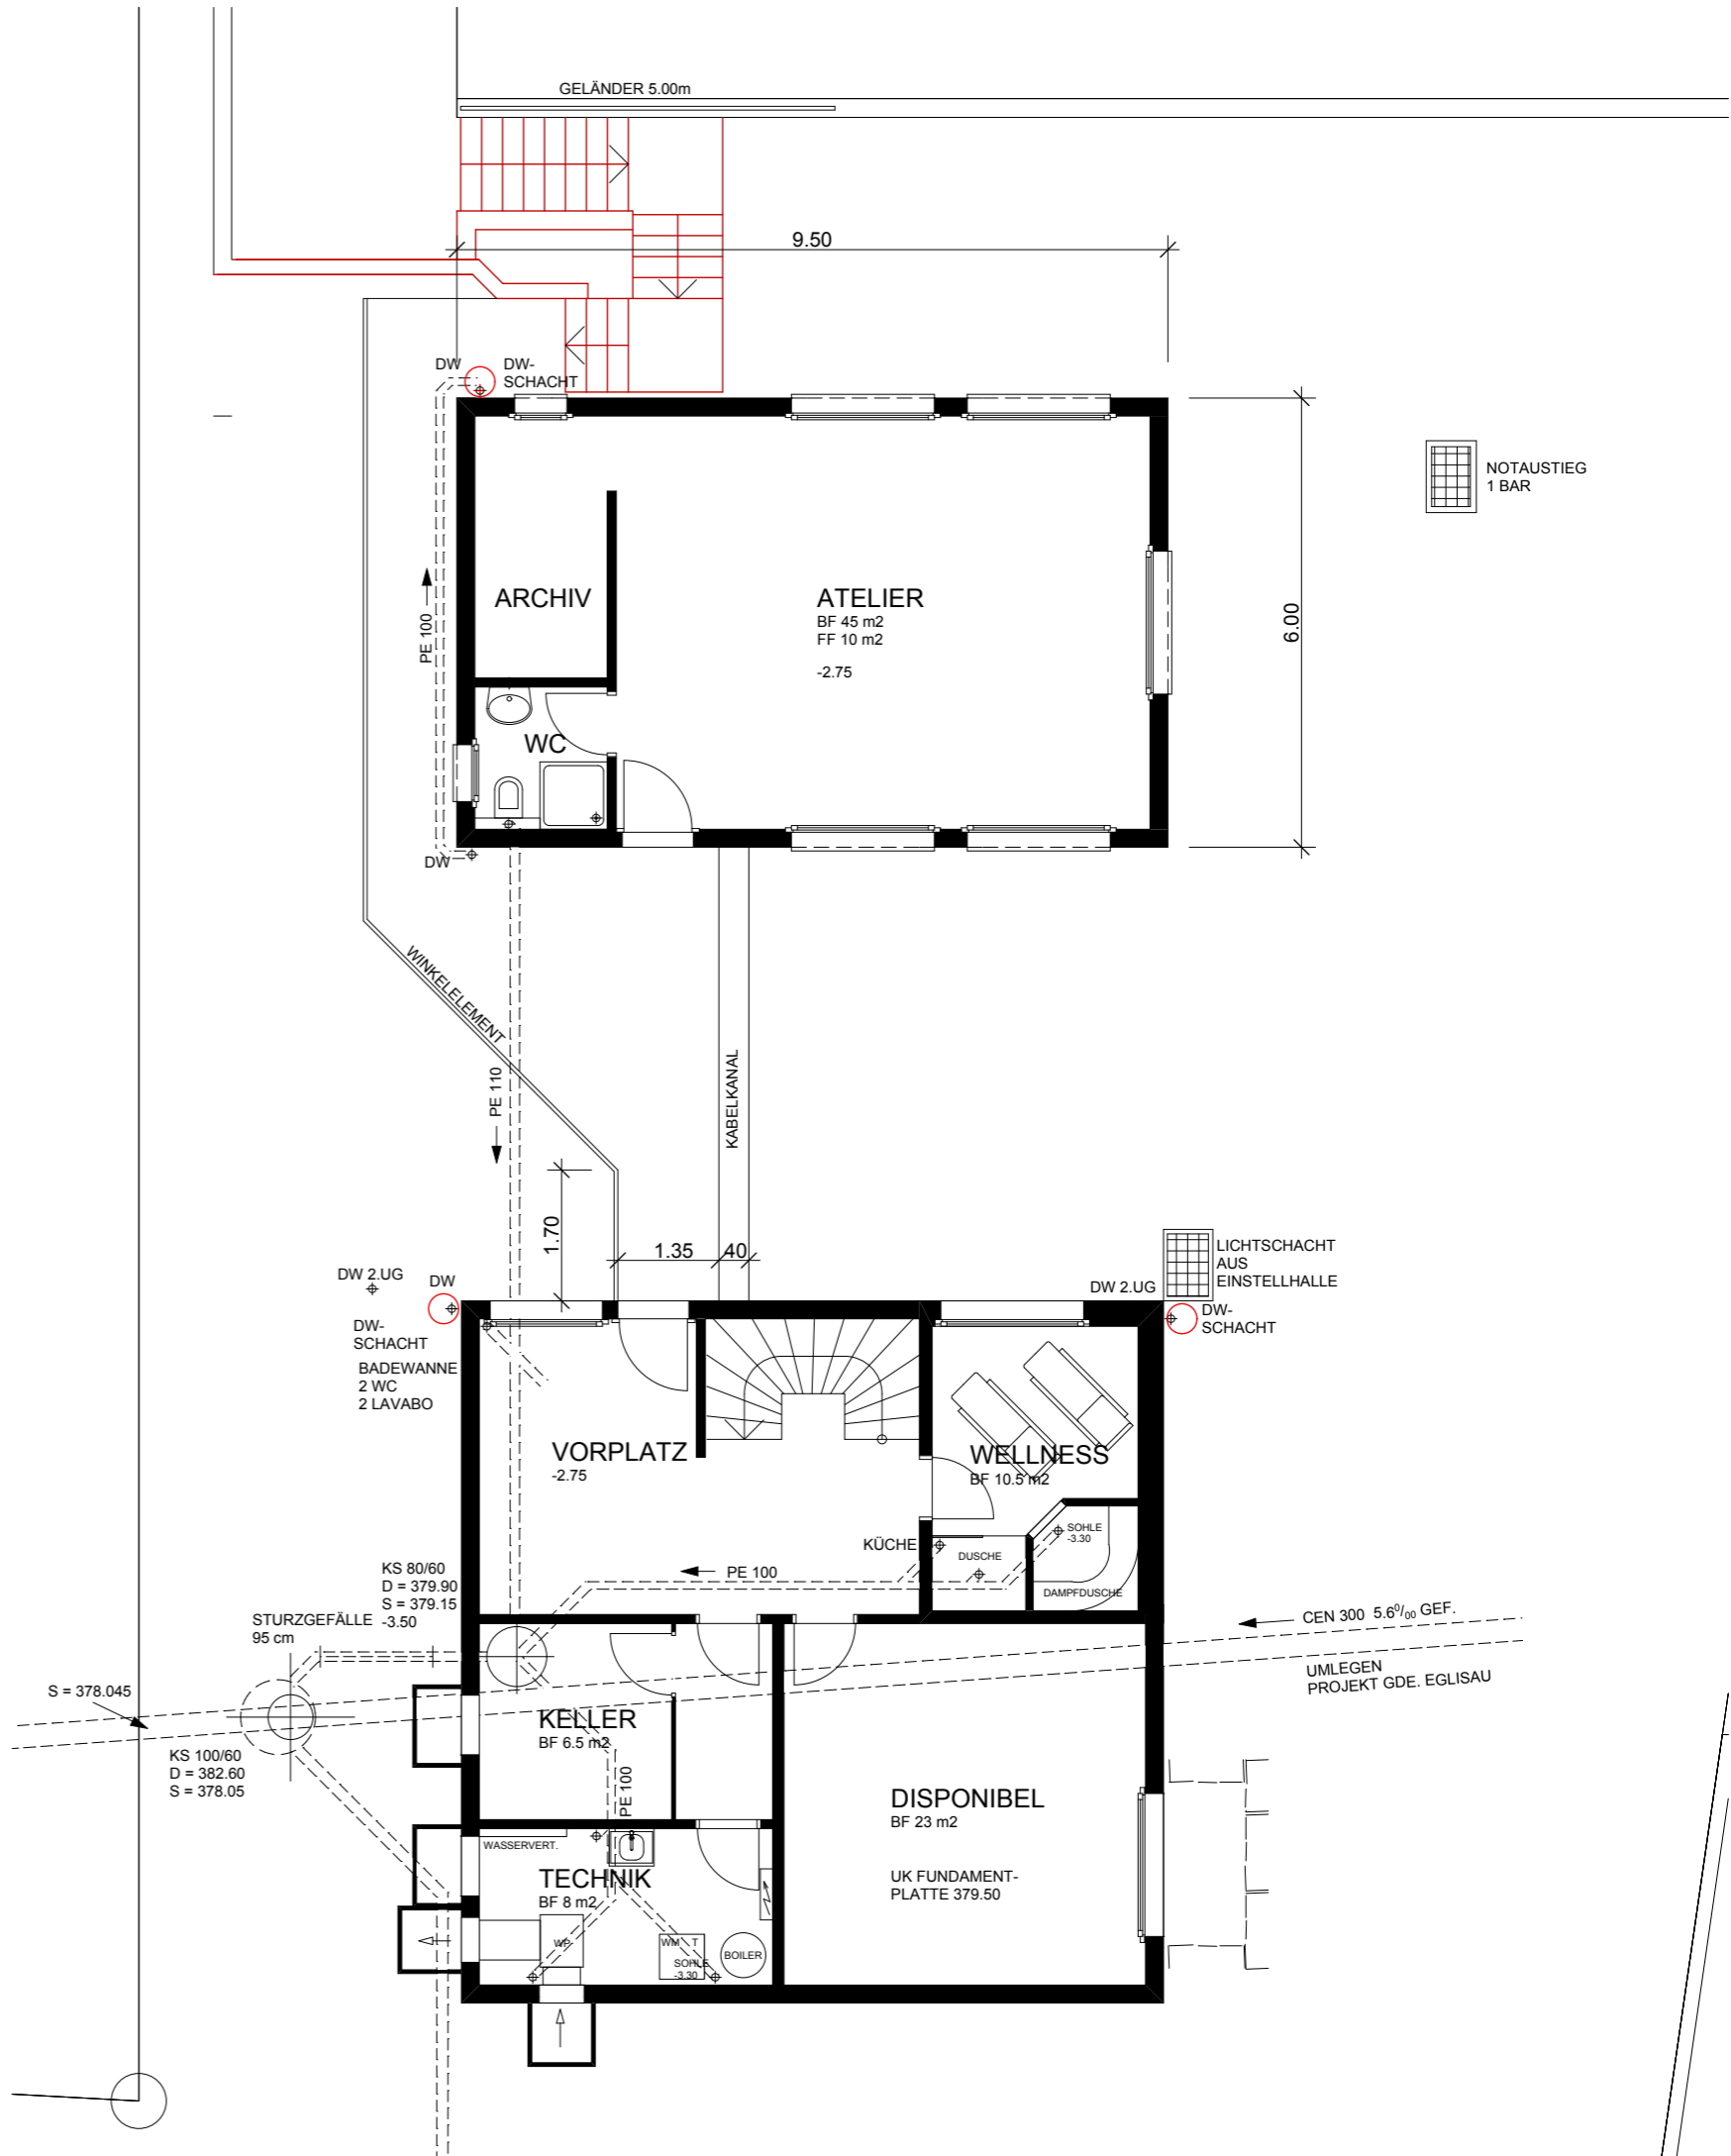 GELÄNDER 5.00m
9.50
DW
DW-
SCHACHT
NOTAUSTIEG
1 BAR
ARCHIV
ATELIER
BF 45 m2
FF 10 m2
-2.75
6.00
PE 100
WC
DW
WINKELELEMENT
PE 110
KABELKANAL
1.70
1.35
40
LICHTSCHACHT
AUS
EINSTELLHALLE
DW 2.UG
DW
DW 2.UG
DW-
SCHACHT
DW-
SCHACHT
BADEWANNE
2 WC
2 LAVABO
VORPLATZ
-2.75
WELLNESS
BF 10.5 m2
SOHLE
-3.30
KÜCHE
DUSCHE
DAMPFDUSCHE
PE 100
KS 80/60
D = 379.90
S = 379.15
-3.50
STURZGEFÄLLE
95 cm
CEN 300 5.6⁰/₀₀ GEF.
UMLEGEN
PROJEKT GDE. EGLISAU
S = 378.045
KS 100/60
D = 382.60
S = 378.05
KELLER
BF 6.5 m2
PE 100
DISPONIBEL
BF 23 m2
UK FUNDAMENT-
PLATTE 379.50
WASSERVERT.
TECHNIK
BF 8 m2
WP
WM T
SOHLE
-3.30
BOILER